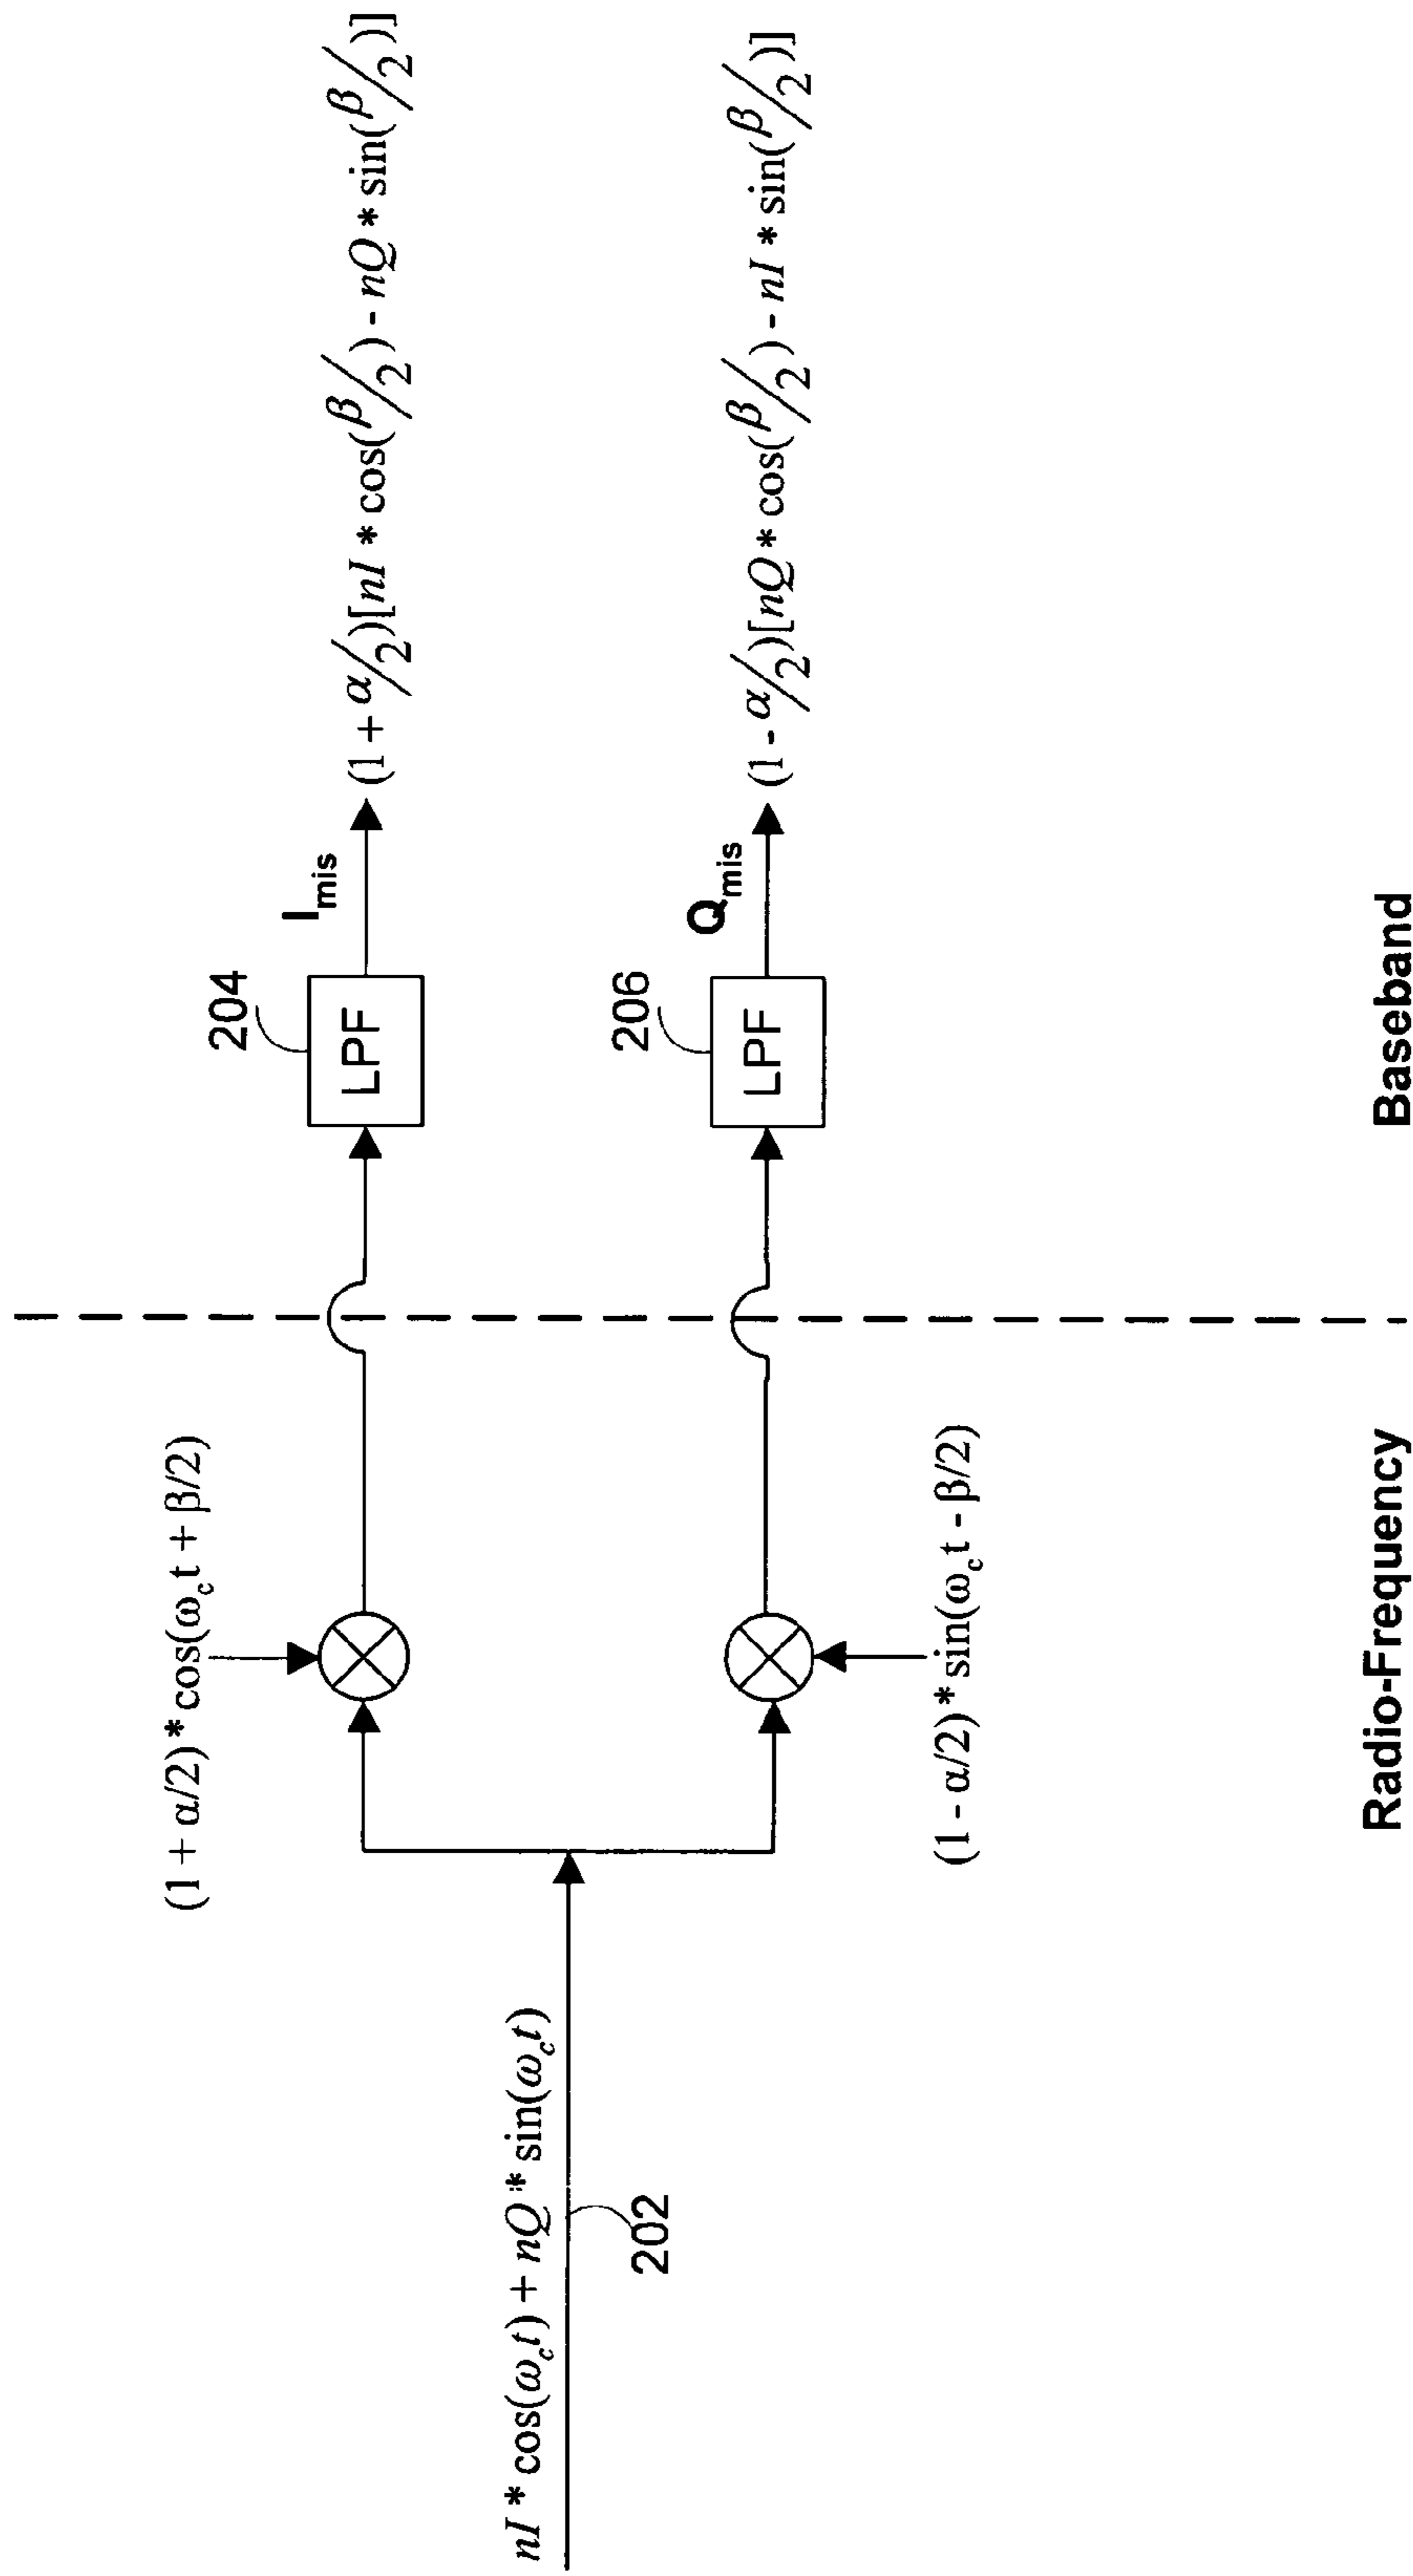 (1 + α/2) * cos(ω_c t + β/2)
204
I_mis
LPF
(1 + α/2)[nI * cos(β/2) - nQ * sin(β/2)]
nI * cos(ω_c t) + nQ * sin(ω_c t)
202
206
Q_mis
LPF
(1 - α/2)[nQ * cos(β/2) - nI * sin(β/2)]
(1 - α/2) * sin(ω_c t - β/2)
Radio-Frequency
Baseband